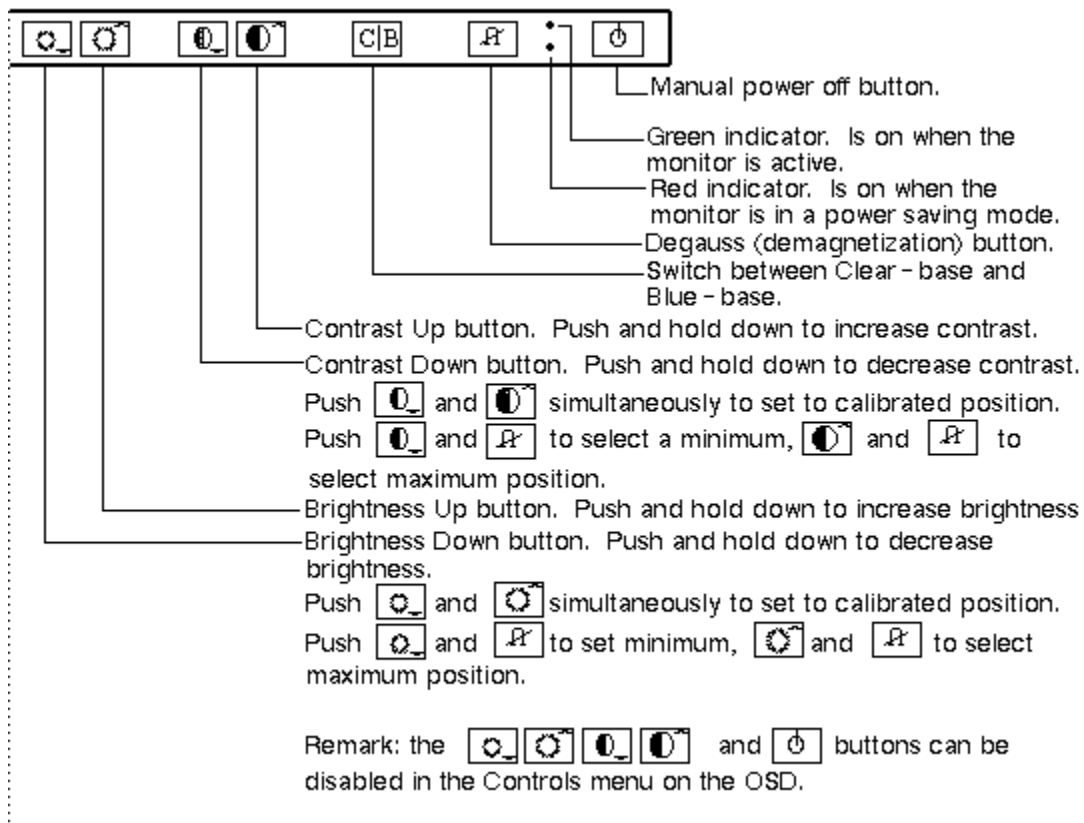 C|B
Manual power off button.
Green indicator. Is on when the
monitor is active.
Red indicator. Is on when the
monitor is in a power saving mode.
Degauss (demagnetization) button.
Switch between Clear-base and
Blue-base.
Contrast Up button. Push and hold down to increase contrast.
Contrast Down button. Push and hold down to decrease contrast.
Push and simultaneously to set to calibrated position.
Push and to select a minimum, and to
select maximum position.
Brightness Up button. Push and hold down to increase brightness
Brightness Down button. Push and hold down to decrease
brightness.
Push and simultaneously to set to calibrated position.
Push and to set minimum, and to select
maximum position.
Remark: the and buttons can be
disabled in the Controls menu on the OSD.